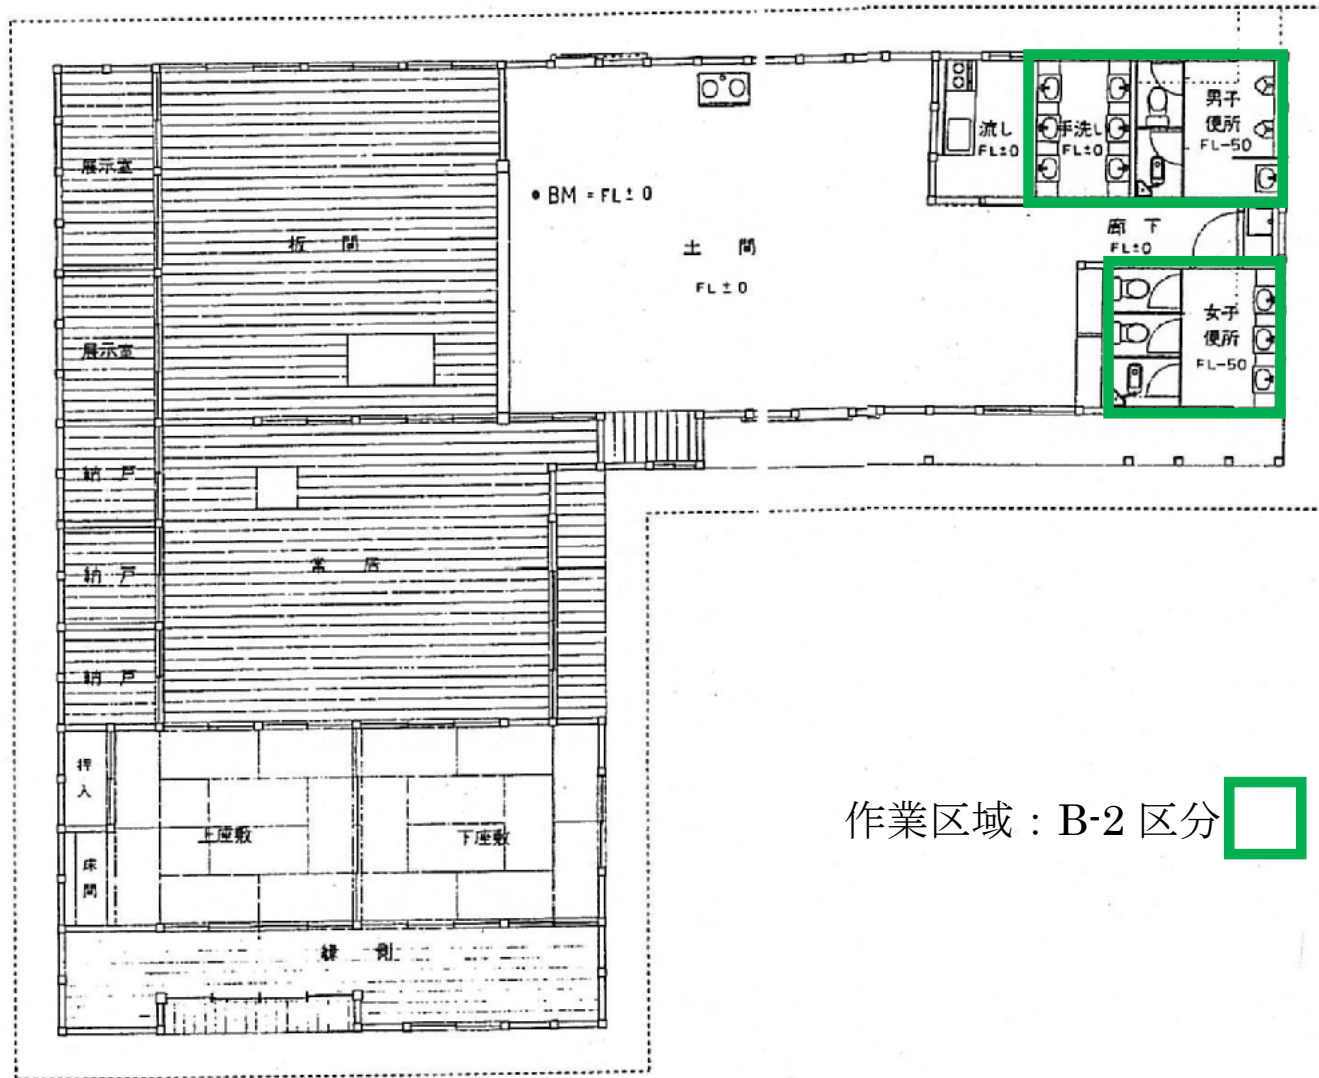 展示室
板間
• BM = FL±0
土間
FL±0
流し
FL±0
手洗い
FL±0
男子
便所
FL-50
廊下
FL±0
女子
便所
FL-50
展示室
納戸
納戸
常居
納戸
押
入
上座敷
下座敷
床
間
縁側
作業区域：B-2 区分